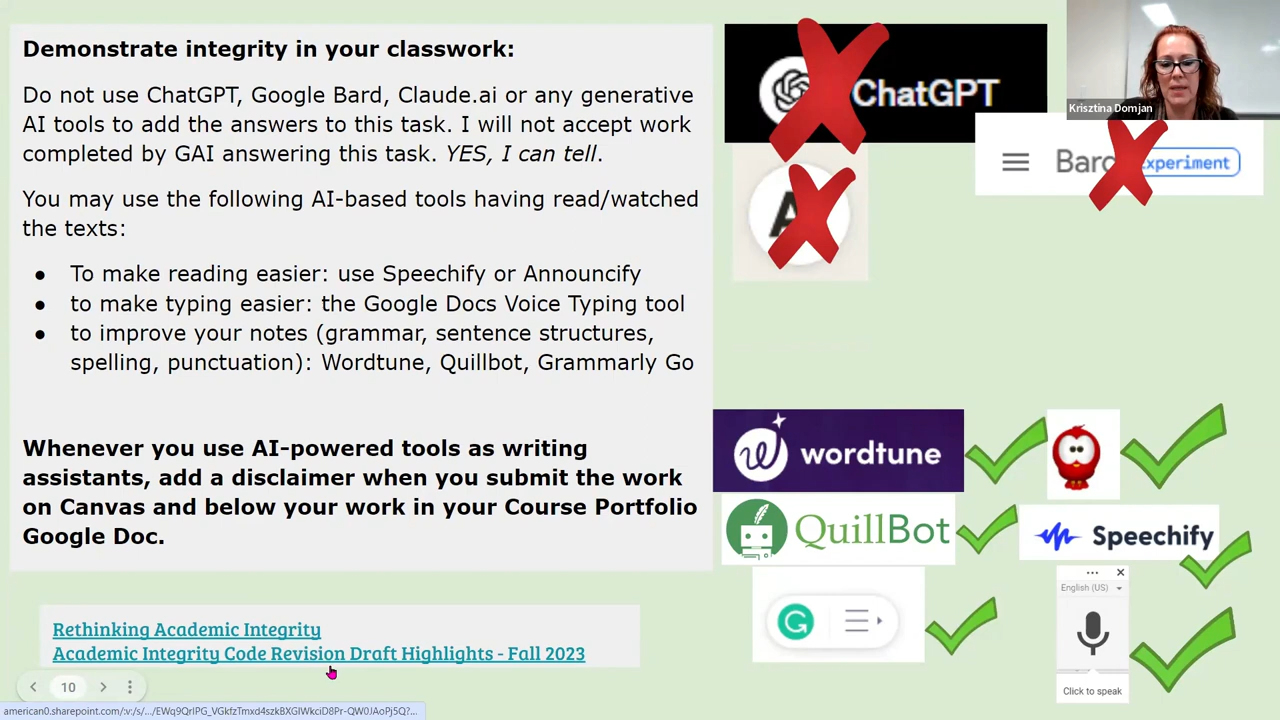 Demonstrate integrity in your classwork:
Do not use ChatGPT, Google Bard, Claude.ai or any generative
AI tools to add the answers to this task. I will not accept work
completed by GAI answering this task. YES, I can tell.
You may use the following AI-based tools having read/watched
the texts:
● To make reading easier: use Speechify or Announcify
● to make typing easier: the Google Docs Voice Typing tool
● to improve your notes (grammar, sentence structures,
spelling, punctuation): Wordtune, Quillbot, Grammarly Go
Whenever you use AI-powered tools as writing
assistants, add a disclaimer when you submit the work
on Canvas and below your work in your Course Portfolio
Google Doc.
Rethinking Academic Integrity
Academic Integrity Code Revision Draft Highlights - Fall 2023
10
ChatGPT
Krisztina Domjan
Bard
Experiment
wordtune
QuillBot
Speechify
English (US)
Click to speak